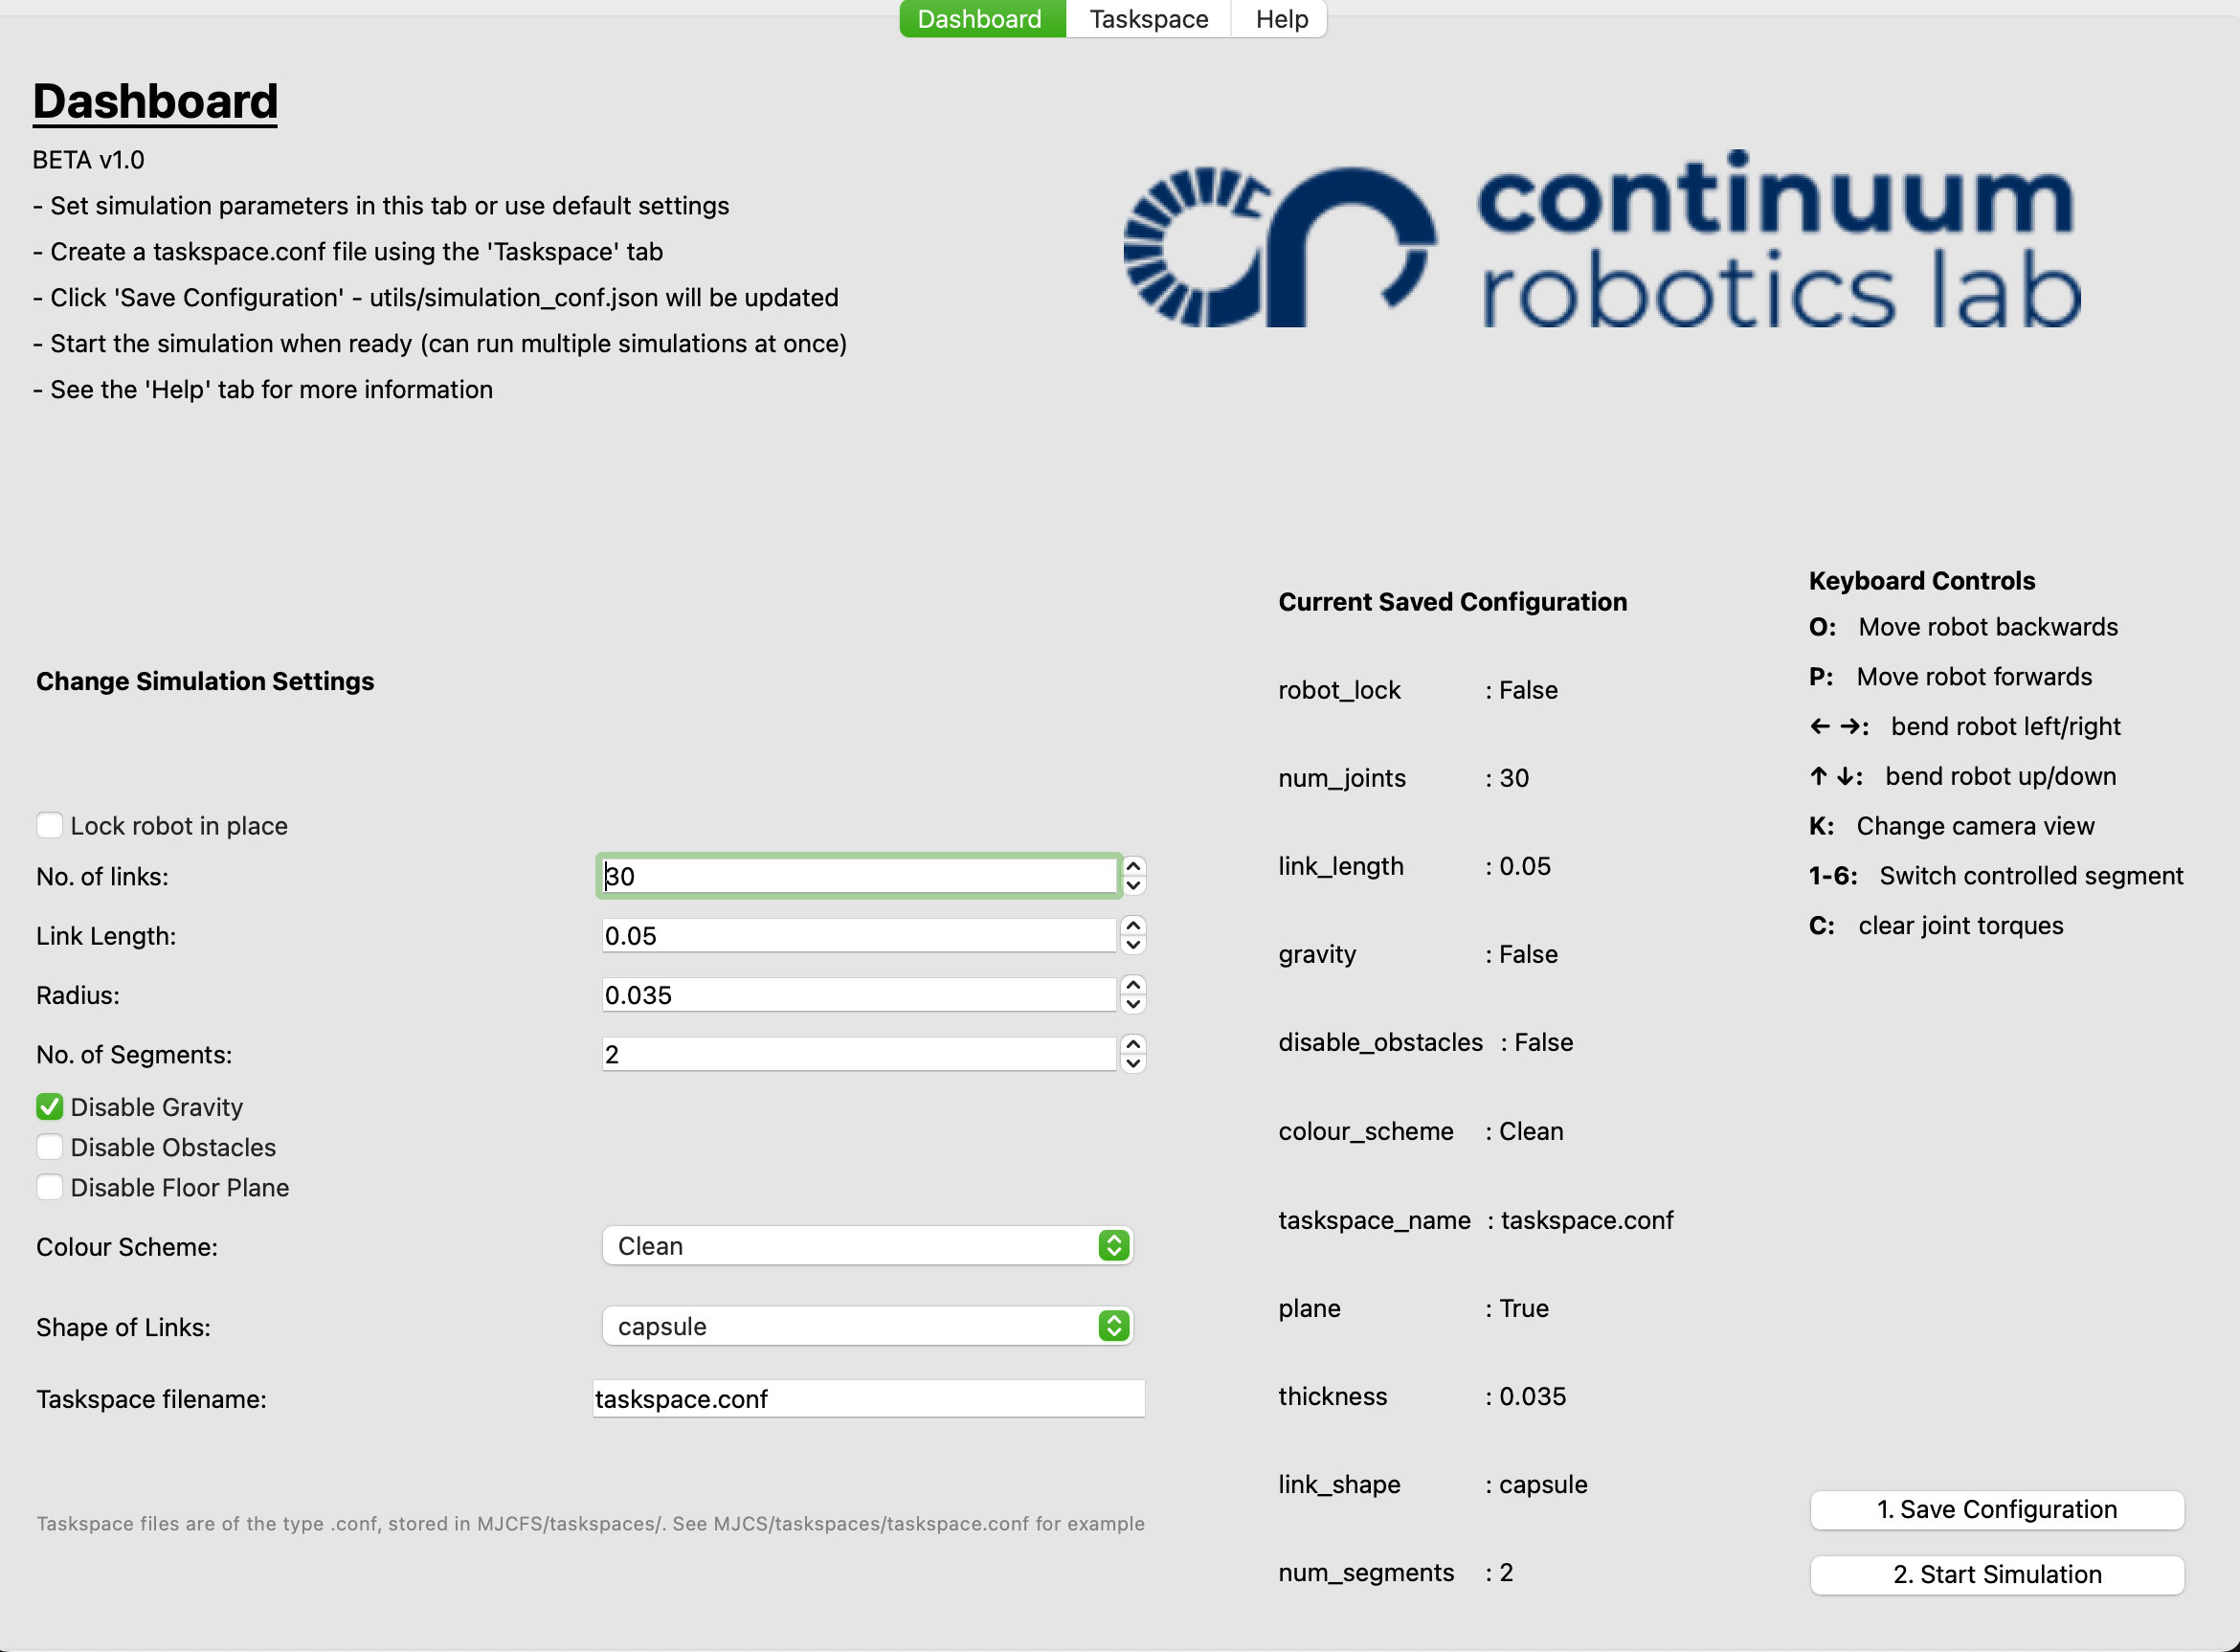 Dashboard Taskspace Help
Dashboard
BETA v1.0
- Set simulation parameters in this tab or use default settings
- Create a taskspace.conf file using the 'Taskspace' tab
- Click 'Save Configuration' - utils/simulation_conf.json will be updated
- Start the simulation when ready (can run multiple simulations at once)
- See the 'Help' tab for more information
continuum
robotics lab
Change Simulation Settings
Lock robot in place
No. of links: 30
Link Length: 0.05
Radius: 0.035
No. of Segments: 2
Disable Gravity
Disable Obstacles
Disable Floor Plane
Colour Scheme: Clean
Shape of Links: capsule
Taskspace filename: taskspace.conf
Taskspace files are of the type .conf, stored in MJCFS/taskspaces/. See MJCS/taskspaces/taskspace.conf for example
Current Saved Configuration
robot_lock : False
num_joints : 30
link_length : 0.05
gravity : False
disable_obstacles : False
colour_scheme : Clean
taskspace_name : taskspace.conf
plane : True
thickness : 0.035
link_shape : capsule
num_segments : 2
Keyboard Controls
O: Move robot backwards
P: Move robot forwards
← →: bend robot left/right
↑ ↓: bend robot up/down
K: Change camera view
1-6: Switch controlled segment
C: clear joint torques
1. Save Configuration
2. Start Simulation